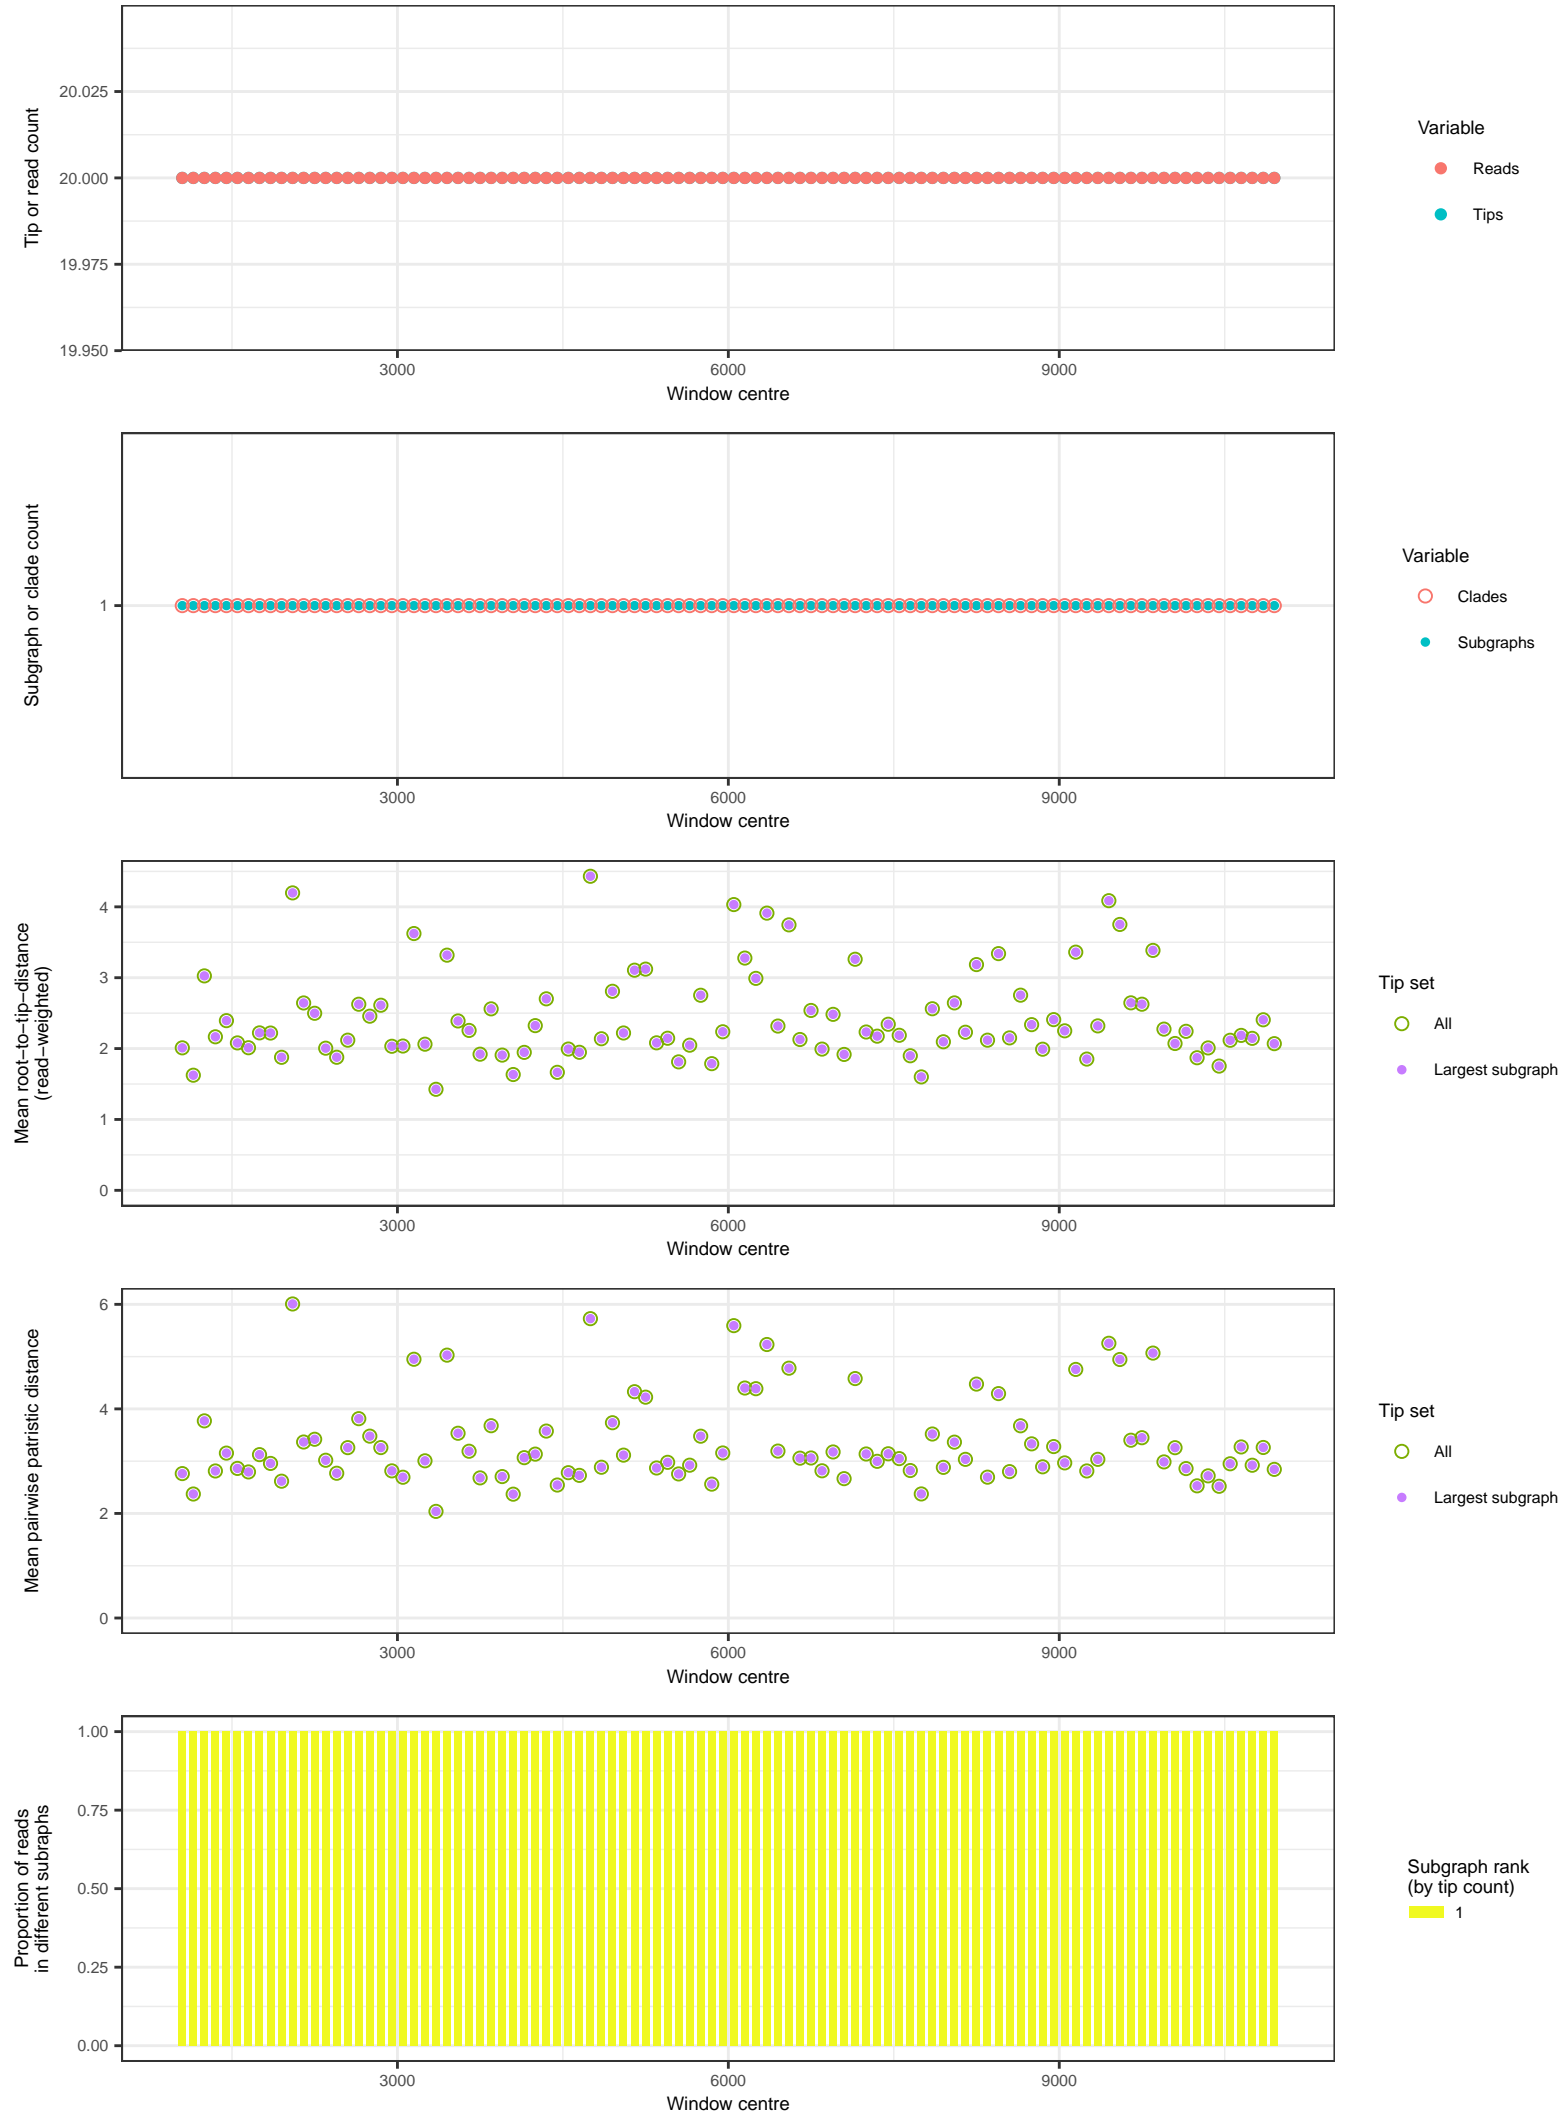 20.025
20.000
19.975
19.950
Tip or read count
3000 6000 9000
Window centre
Variable
Reads
Tips
1
Subgraph or clade count
3000 6000 9000
Window centre
Variable
Clades
Subgraphs
4
3
2
1
0
Mean root−to−tip−distance
(read−weighted)
3000 6000 9000
Window centre
Tip set
All
Largest subgraph
6
4
2
0
Mean pairwise patristic distance
3000 6000 9000
Window centre
Tip set
All
Largest subgraph
1.00
0.75
0.50
0.25
0.00
Proportion of reads
in different subraphs
3000 6000 9000
Window centre
Subgraph rank
(by tip count)
1